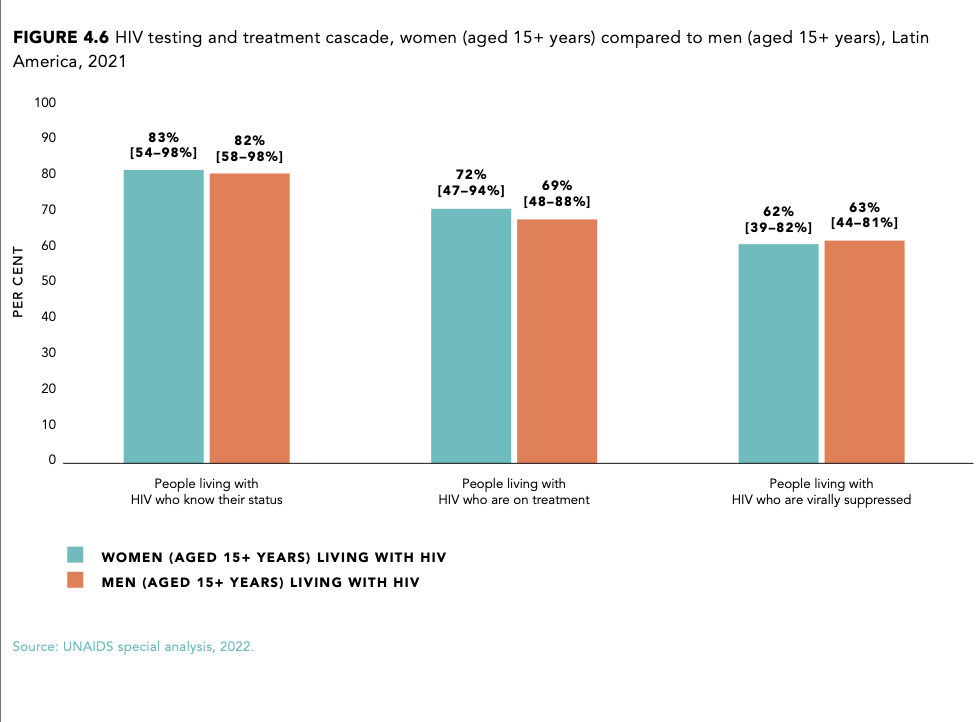 FIGURE 4.6 HIV testing and treatment cascade, women (aged 15+ years) compared to men (aged 15+ years), Latin
America, 2021
100
90
80
70
60
50
40
30
20
10
0
PER CENT
83%
[54–98%]
82%
[58–98%]
72%
[47–94%]
69%
[48–88%]
62%
[39–82%]
63%
[44–81%]
People living with
HIV who know their status
People living with
HIV who are on treatment
People living with
HIV who are virally suppressed
WOMEN (AGED 15+ YEARS) LIVING WITH HIV
MEN (AGED 15+ YEARS) LIVING WITH HIV
Source: UNAIDS special analysis, 2022.